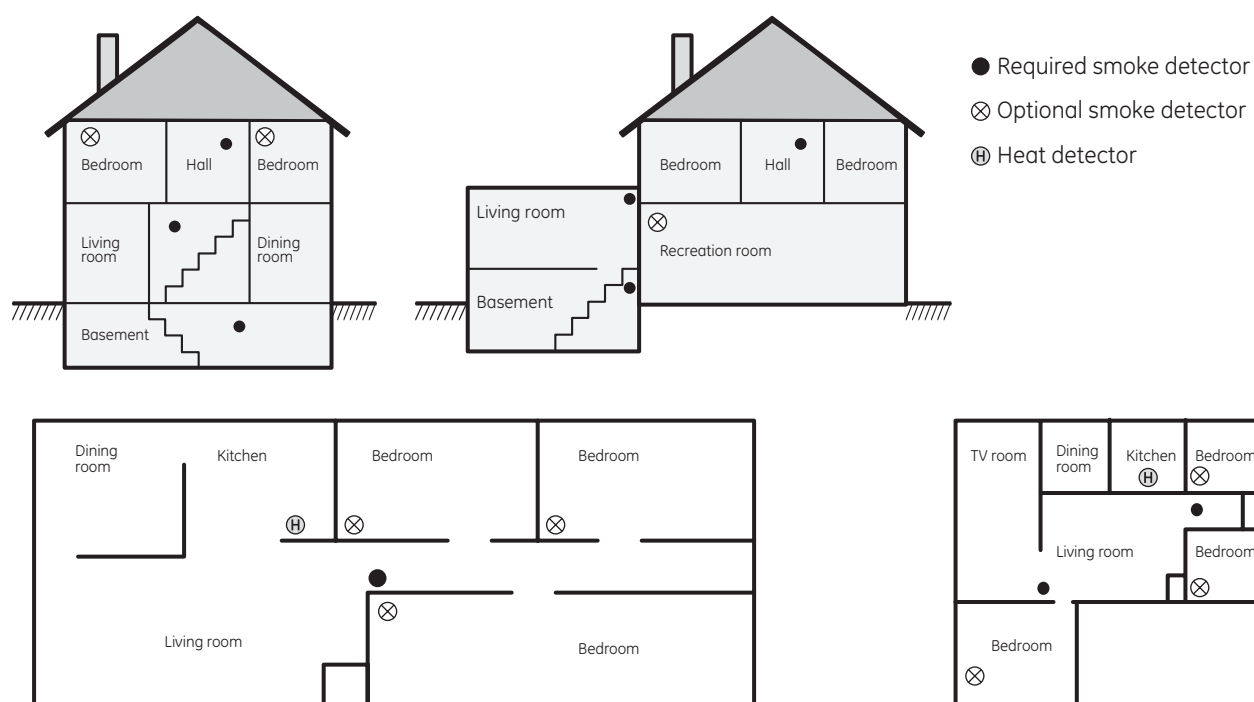 Required smoke detector
Optional smoke detector
H Heat detector
Bedroom
Hall
Bedroom
Living
room
Dining
room
Basement
Bedroom
Hall
Bedroom
Living room
Recreation room
Basement
Dining
room
Kitchen
Bedroom
Bedroom
H
Living room
Bedroom
TV room
Dining
room
Kitchen
H
Bedroom
Living room
Bedroom
Bedroom